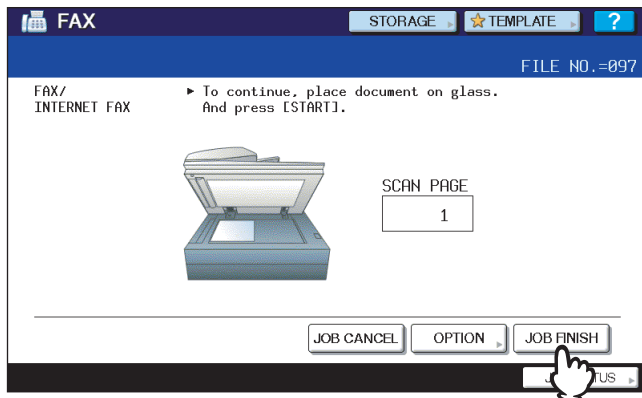 FAX
STORAGE
TEMPLATE
?
FILE NO.=097
FAX/
INTERNET FAX
► To continue, place document on glass.
And press [START].
SCAN PAGE
1
JOB CANCEL
OPTION
JOB FINISH